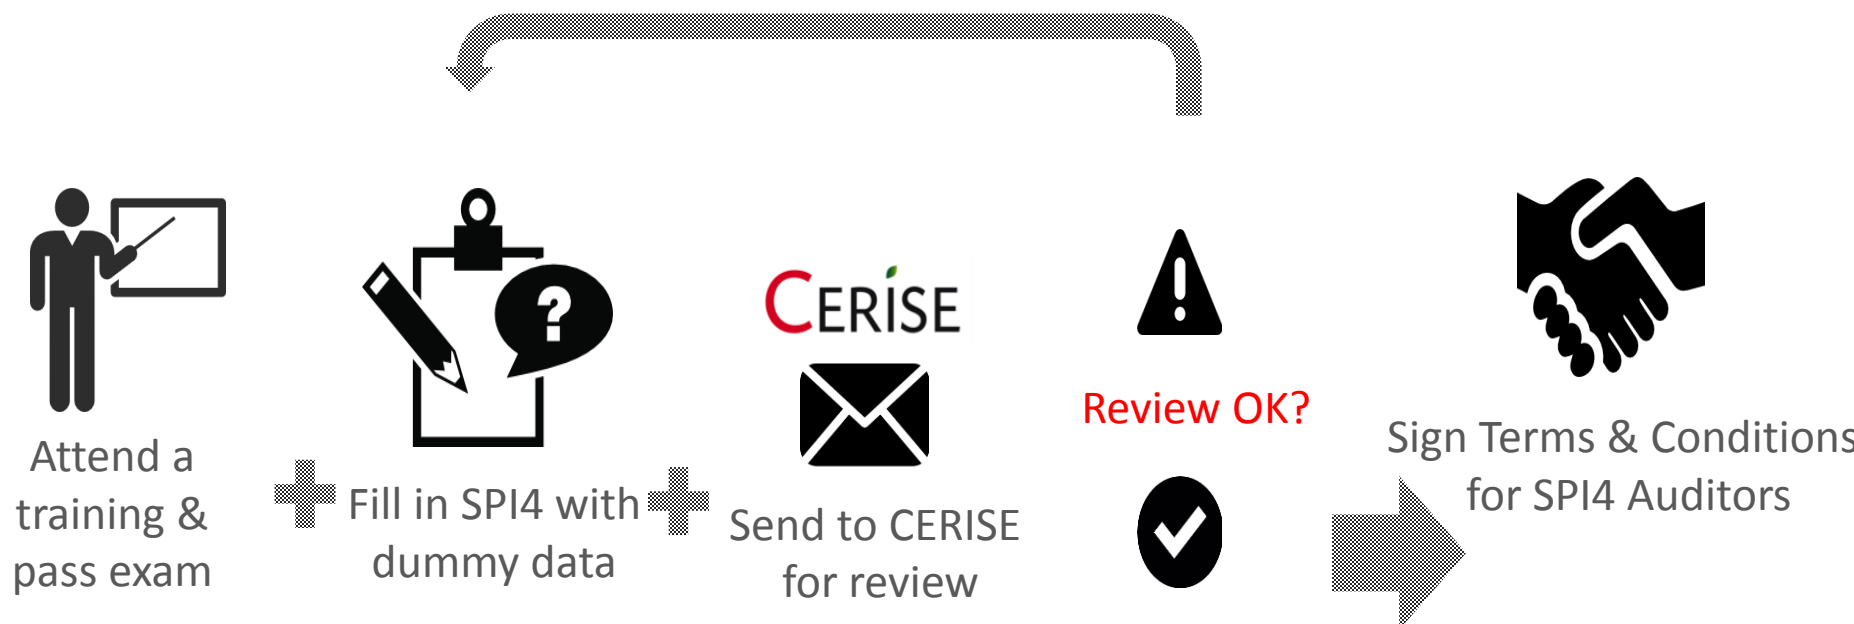 Attend a
training &
pass exam
?
Fill in SPI4 with
dummy data
CERISE
Send to CERISE
for review
!
Review OK?
Sign Terms & Conditions
for SPI4 Auditors